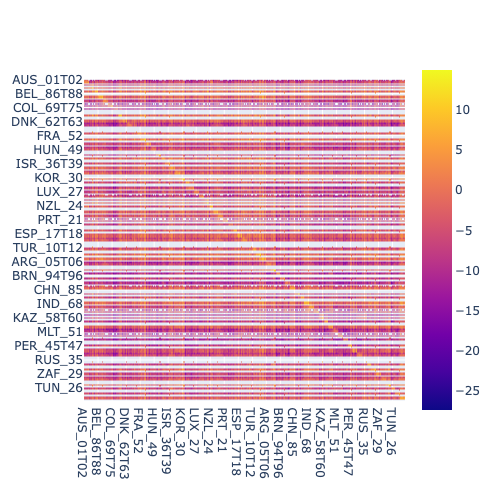 AUS_01T02
BEL_86T88
COL_69T75
DNK_62T63
FRA_52
HUN_49
ISR_36T39
KOR_30
LUX_27
NZL_24
PRT_21
ESP_17T18
TUR_10T12
ARG_05T06
BRN_94T96
CHN_85
IND_68
KAZ_58T60
MLT_51
PER_45T47
RUS_35
ZAF_29
TUN_26
AUS_01T02
BEL_86T88
COL_69T75
DNK_62T63
FRA_52
HUN_49
ISR_36T39
KOR_30
LUX_27
NZL_24
PRT_21
ESP_17T18
TUR_10T12
ARG_05T06
BRN_94T96
CHN_85
IND_68
KAZ_58T60
MLT_51
PER_45T47
RUS_35
ZAF_29
TUN_26
10
5
0
−5
−10
−15
−20
−25